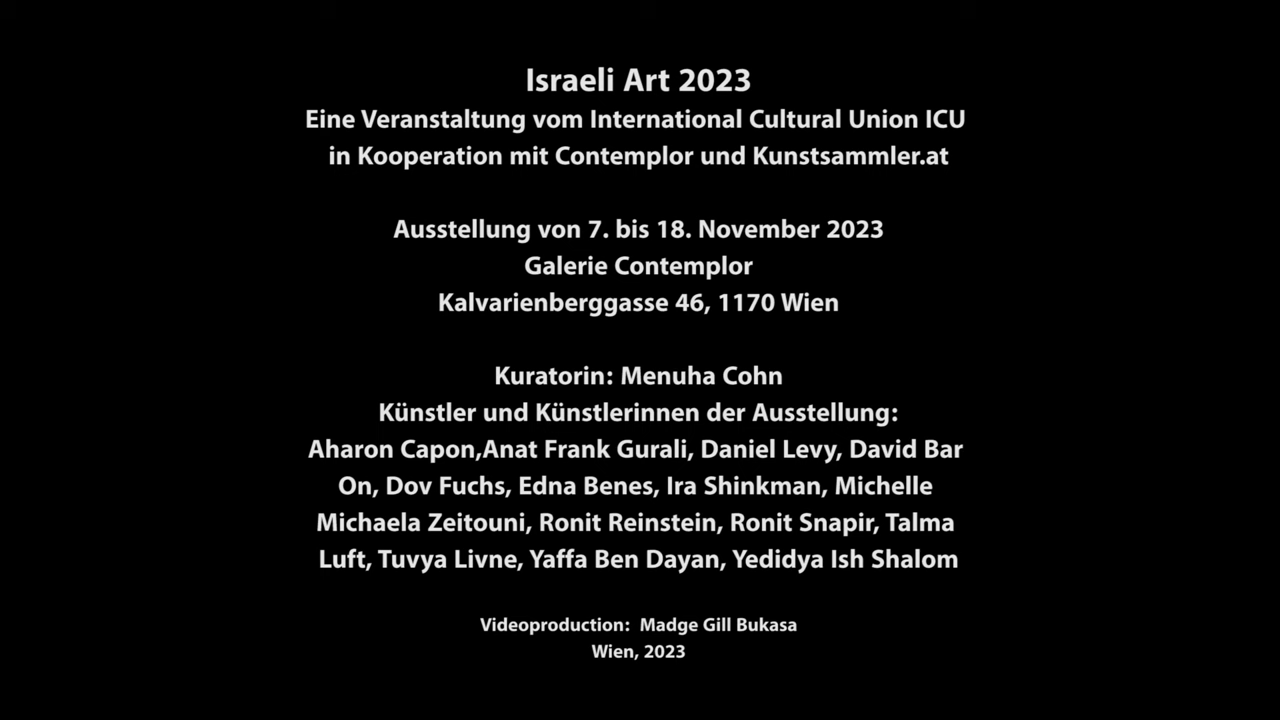 Israeli Art 2023
Eine Veranstaltung vom International Cultural Union ICU
in Kooperation mit Contemplor und Kunstsammler.at
Ausstellung von 7. bis 18. November 2023
Galerie Contemplor
Kalvarienberggasse 46, 1170 Wien
Kuratorin: Menuha Cohn
Künstler und Künstlerinnen der Ausstellung:
Aharon Capon,Anat Frank Gurali, Daniel Levy, David Bar
On, Dov Fuchs, Edna Benes, Ira Shinkman, Michelle
Michaela Zeitouni, Ronit Reinstein, Ronit Snapir, Talma
Luft, Tuvya Livne, Yaffa Ben Dayan, Yedidya Ish Shalom
Videoproduction: Madge Gill Bukasa
Wien, 2023